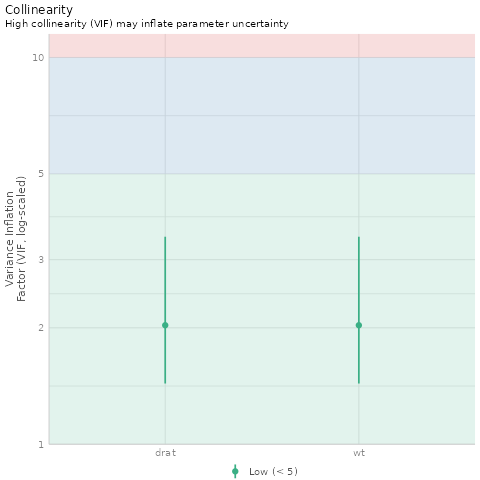 Collinearity
High collinearity (VIF) may inflate parameter uncertainty
10
5
3
2
1
Variance Inflation
Factor (VIF, log-scaled)
drat
wt
Low (< 5)